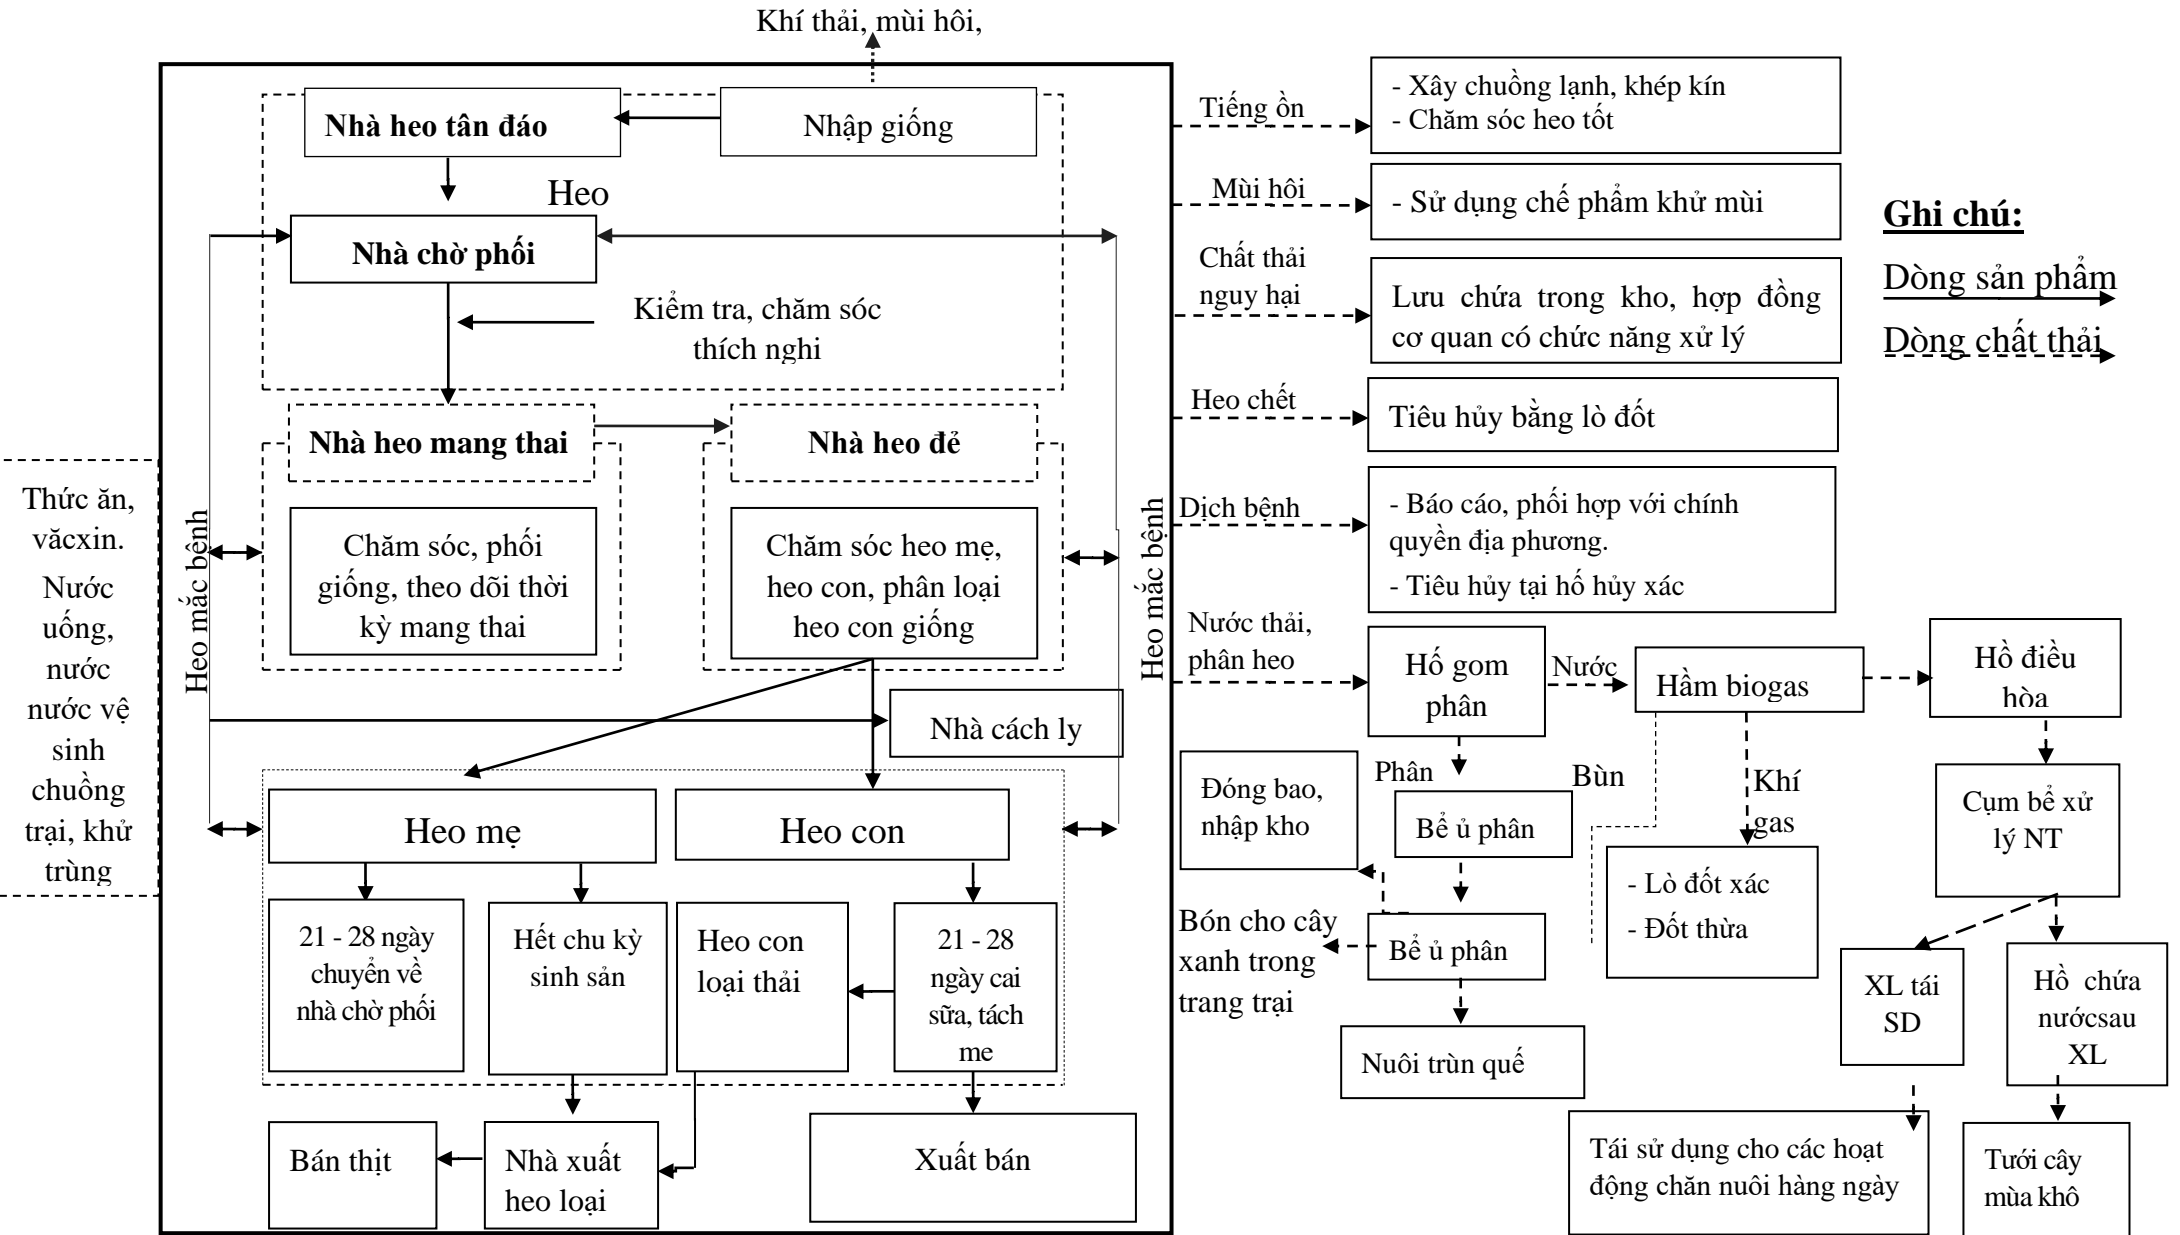 Khí thải, mùi hôi,
Nhà heo tân đáo
Nhập giống
Heo
Nhà chờ phối
Kiểm tra, chăm sóc
thích nghi
Nhà heo mang thai
Nhà heo đẻ
Chăm sóc, phối
giống, theo dõi thời
kỳ mang thai
Chăm sóc heo mẹ,
heo con, phân loại
heo con giống
Heo mắc bệnh
Heo mắc bệnh
Thức ăn,
văcxin.
Nước
uống,
nước
nước vệ
sinh
chuồng
trại, khử
trùng
Nhà cách ly
Heo mẹ
Heo con
21 - 28 ngày
chuyển về
nhà chờ phối
Hết chu kỳ
sinh sản
Heo con
loại thải
21 - 28
ngày cai
sữa, tách
me
Bán thịt
Nhà xuất
heo loại
Xuất bán
Tiếng ồn
- Xây chuồng lạnh, khép kín
- Chăm sóc heo tốt
Mùi hôi
- Sử dụng chế phẩm khử mùi
Chất thải
nguy hại
Lưu chứa trong kho, hợp đồng
cơ quan có chức năng xử lý
Heo chết
Tiêu hủy bằng lò đốt
Dịch bệnh
- Báo cáo, phối hợp với chính
quyền địa phương.
- Tiêu hủy tại hố hủy xác
Nước thải,
phân heo
Hố gom
phân
Nước
Hầm biogas
Hồ điều
hòa
Phân
Bùn
Khí
gas
Đóng bao,
nhập kho
Bể ủ phân
Cụm bể xử
lý NT
- Lò đốt xác
- Đốt thừa
Bón cho cây
xanh trong
trang trại
Bể ủ phân
XL tái
SD
Hồ chứa
nướcsau
XL
Nuôi trùn quế
Tái sử dụng cho các hoạt
động chăn nuôi hàng ngày
Tưới cây
mùa khô
Ghi chú:
Dòng sản phẩm
Dòng chất thải